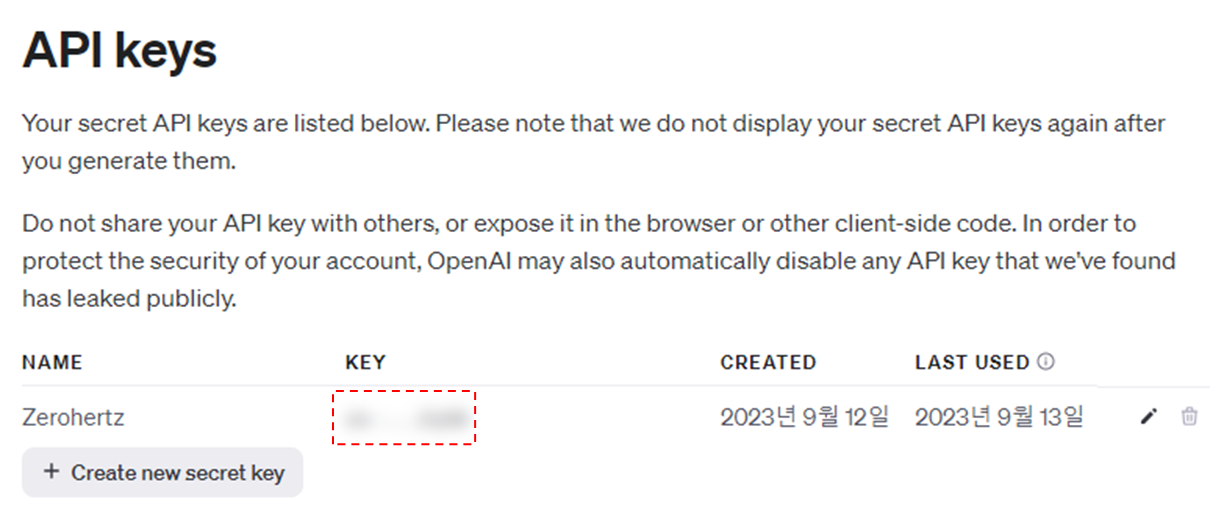 API keys
Your secret API keys are listed below. Please note that we do not display your secret API keys again after
you generate them.
Do not share your API key with others, or expose it in the browser or other client-side code. In order to
protect the security of your account, OpenAI may also automatically disable any API key that we've found
has leaked publicly.
NAME KEY CREATED LAST USED
Zerohertz 2023년 9월 12일 2023년 9월 13일
+ Create new secret key